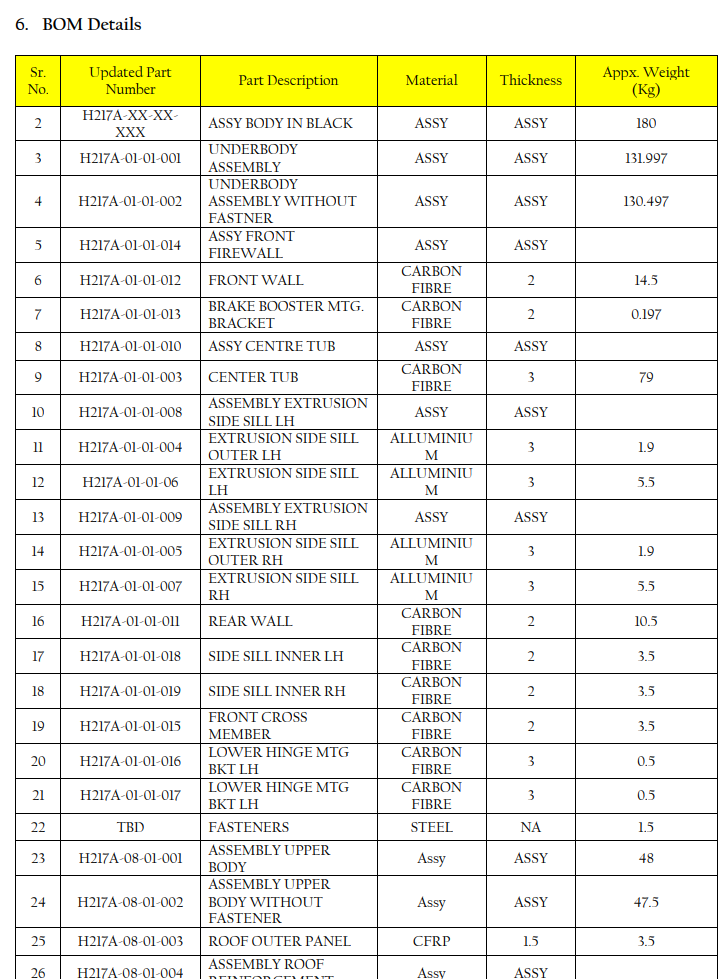 6. BOM Details
Sr. No. Updated Part Number Part Description Material Thickness Appx. Weight (Kg)
2 H217A-XX-XX-XXX ASSY BODY IN BLACK ASSY ASSY 180
3 H217A-01-01-001 UNDERBODY ASSEMBLY ASSY ASSY 131.997
4 H217A-01-01-002 UNDERBODY ASSEMBLY WITHOUT FASTNER ASSY ASSY 130.497
5 H217A-01-01-014 ASSY FRONT FIREWALL ASSY ASSY
6 H217A-01-01-012 FRONT WALL CARBON FIBRE 2 14.5
7 H217A-01-01-013 BRAKE BOOSTER MTG. BRACKET CARBON FIBRE 2 0.197
8 H217A-01-01-010 ASSY CENTRE TUB ASSY ASSY
9 H217A-01-01-003 CENTER TUB CARBON FIBRE 3 79
10 H217A-01-01-008 ASSEMBLY EXTRUSION SIDE SILL LH ASSY ASSY
11 H217A-01-01-004 EXTRUSION SIDE SILL OUTER LH ALLUMINIUM 3 1.9
12 H217A-01-01-06 EXTRUSION SIDE SILL LH ALLUMINIUM 3 5.5
13 H217A-01-01-009 ASSEMBLY EXTRUSION SIDE SILL RH ASSY ASSY
14 H217A-01-01-005 EXTRUSION SIDE SILL OUTER RH ALLUMINIUM 3 1.9
15 H217A-01-01-007 EXTRUSION SIDE SILL RH ALLUMINIUM 3 5.5
16 H217A-01-01-011 REAR WALL CARBON FIBRE 2 10.5
17 H217A-01-01-018 SIDE SILL INNER LH CARBON FIBRE 2 3.5
18 H217A-01-01-019 SIDE SILL INNER RH CARBON FIBRE 2 3.5
19 H217A-01-01-015 FRONT CROSS MEMBER CARBON FIBRE 2 3.5
20 H217A-01-01-016 LOWER HINGE MTG BKT LH CARBON FIBRE 3 0.5
21 H217A-01-01-017 LOWER HINGE MTG BKT LH CARBON FIBRE 3 0.5
22 TBD FASTENERS STEEL NA 1.5
23 H217A-08-01-001 ASSEMBLY UPPER BODY Assy ASSY 48
24 H217A-08-01-002 ASSEMBLY UPPER BODY WITHOUT FASTENER Assy ASSY 47.5
25 H217A-08-01-003 ROOF OUTER PANEL CFRP 1.5 3.5
26 H217A-08-01-004 ASSEMBLY ROOF REINFORCEMENT Assy ASSY